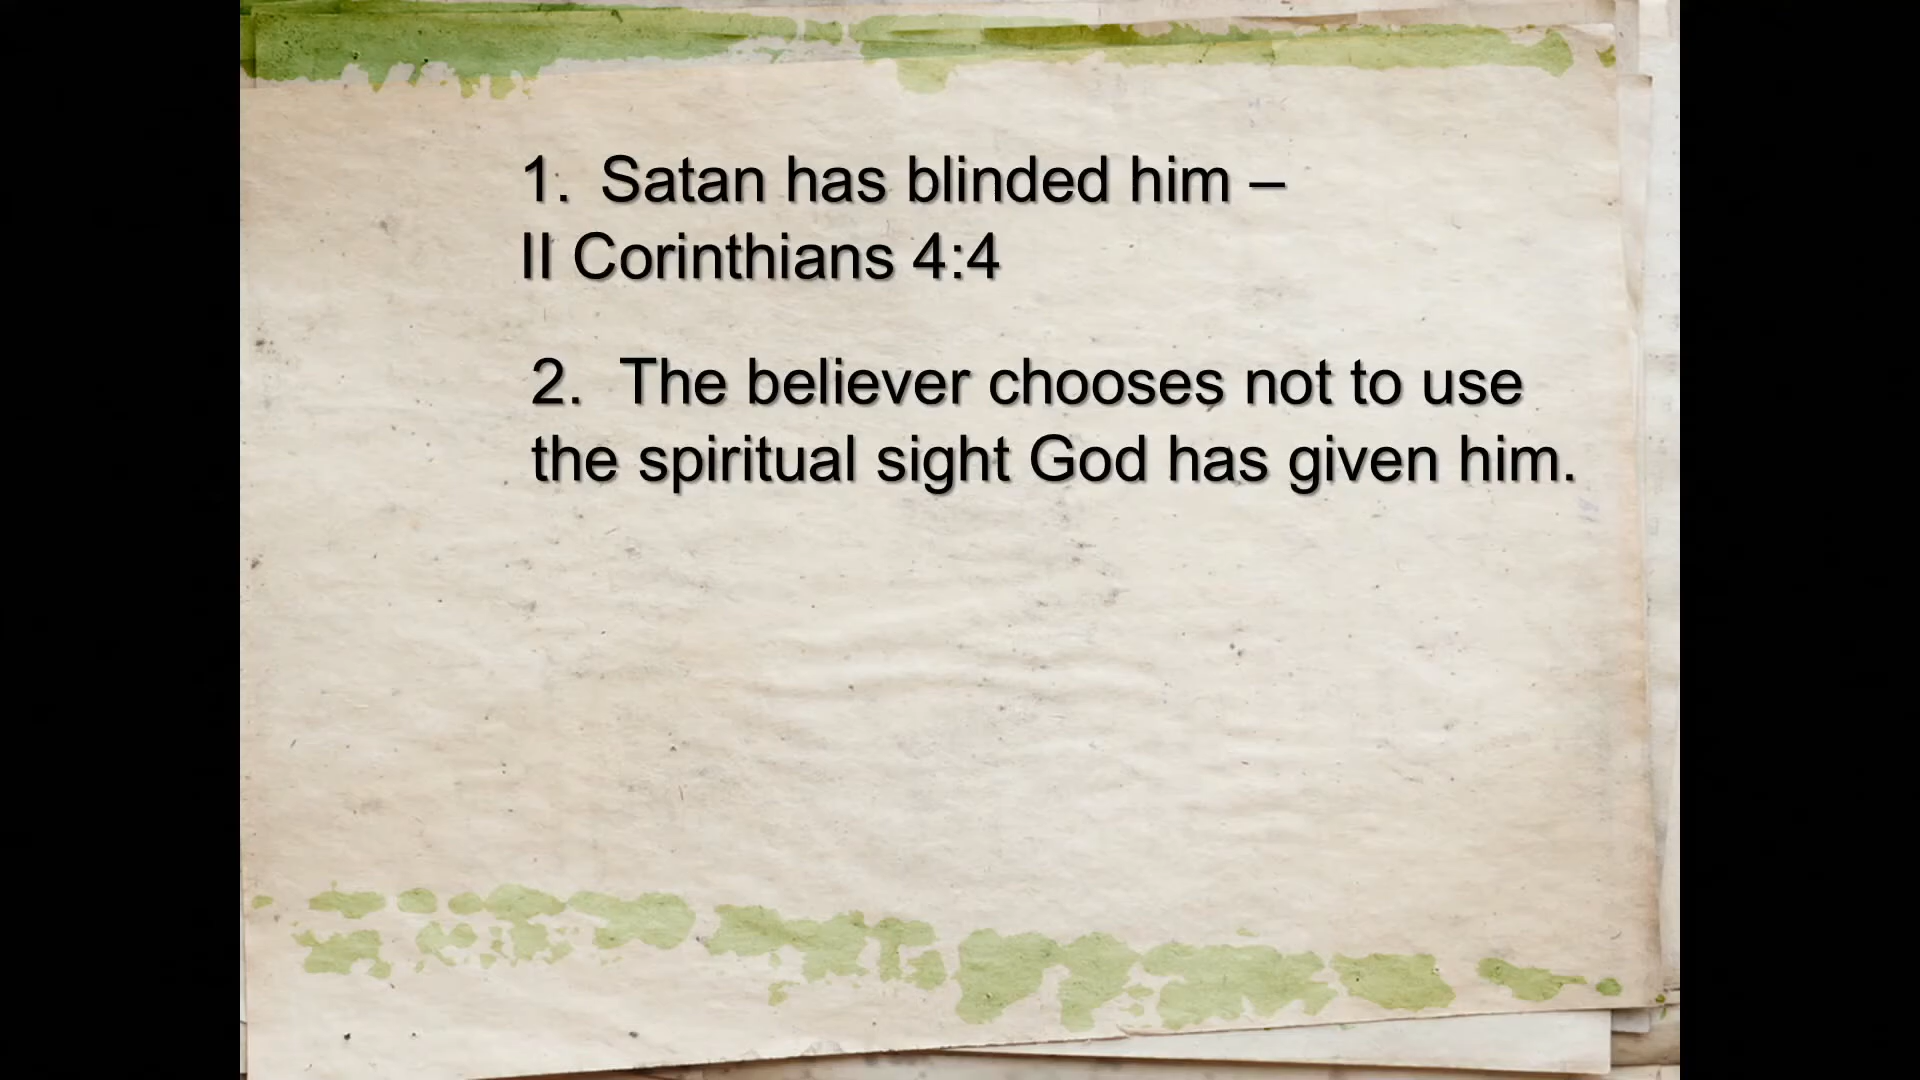 1. Satan has blinded him –
II Corinthians 4:4
2. The believer chooses not to use
the spiritual sight God has given him.